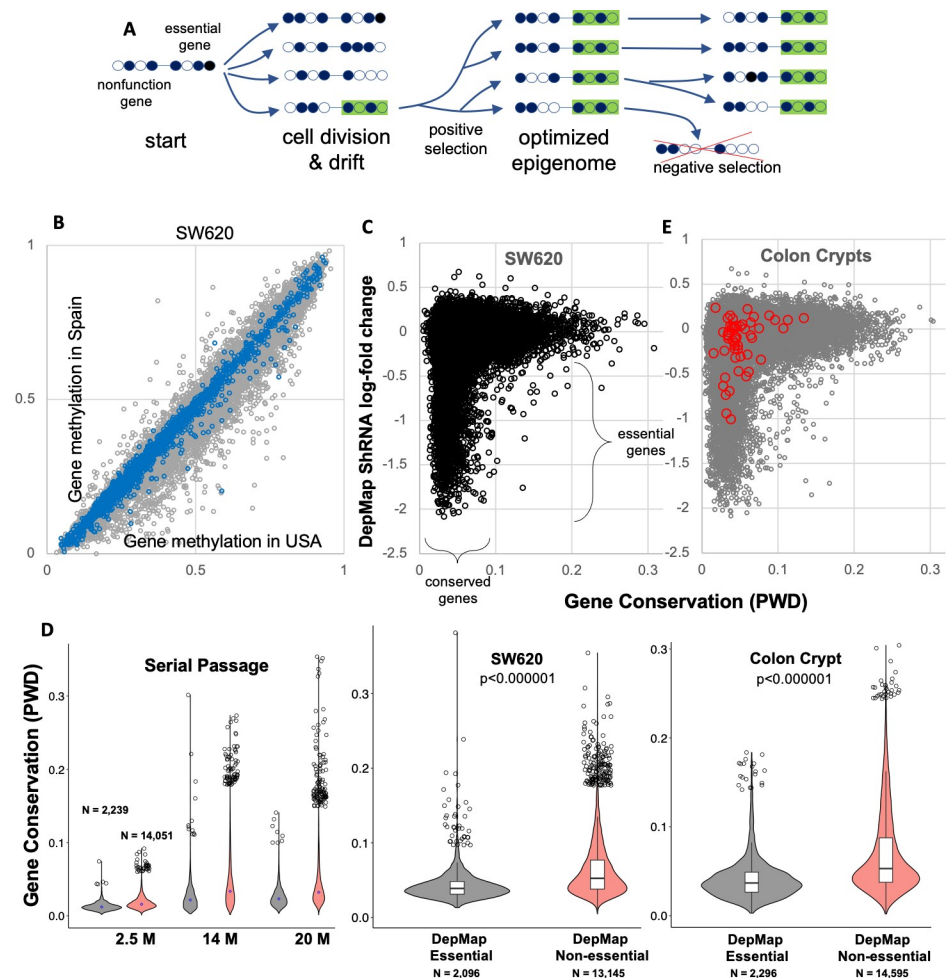 A
essential
gene
nonfunction
gene
start
cell division
& drift
positive
selection
optimized
epigenome
negative selection
B
SW620
1
0.5
0
0
0.5
1
Gene methylation in Spain
Gene methylation in USA
C
SW620
DepMap ShRNA log-fold change
1
0.5
0
-0.5
-1
-1.5
-2
-2.5
0
0.1
0.2
0.3
essential
genes
conserved
genes
E
Colon Crypts
1
0.5
0
-0.5
-1
-1.5
-2
-2.5
0
0.1
0.2
0.3
Gene Conservation (PWD)
D
Gene Conservation (PWD)
Serial Passage
0.3
0.2
0.1
0.0
N = 2,239
N = 14,051
2.5 M
14 M
20 M
SW620
p<0.000001
0.3
0.2
0.1
0.0
DepMap
Essential
N = 2,096
DepMap
Non-essential
N = 13,145
Colon Crypt
p<0.000001
0.3
0.2
0.1
0.0
DepMap
Essential
N = 2,296
DepMap
Non-essential
N = 14,595